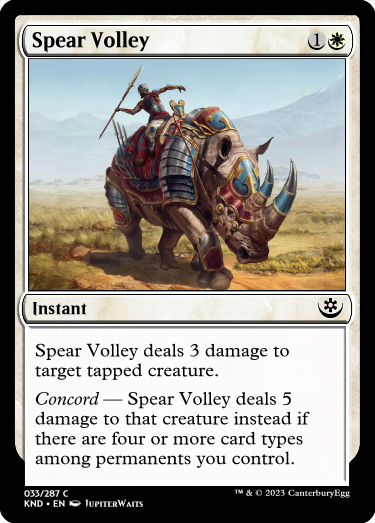 Spear Volley 1
Instant
Spear Volley deals 3 damage to
target tapped creature.
Concord — Spear Volley deals 5
damage to that creature instead if
there are four or more card types
among permanents you control.
033/287 C
KND • EN JupiterWaits
™ & © 2023 CanterburyEgg